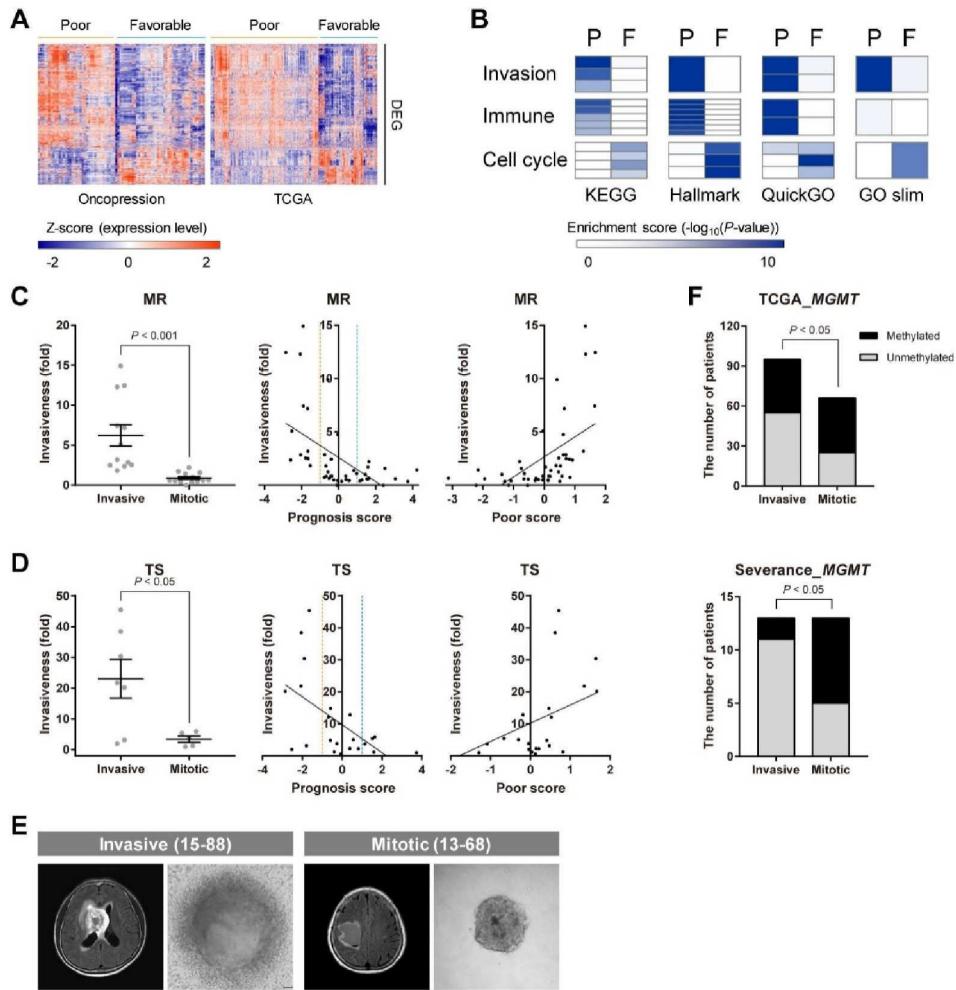 A
Poor
Favorable
Poor
Favorable
DEG
Oncopression
TCGA
Z-score (expression level)
-2
0
2
B
P F P F P F P F
Invasion
Immune
Cell cycle
KEGG
Hallmark
QuickGO
GO slim
Enrichment score (-log10(P-value))
0
10
C
MR
P < 0.001
Invasiveness (fold)
20
15
10
5
0
Invasive
Mitotic
MR
Invasiveness (fold)
15
10
5
-4
-2
0
2
4
Prognosis score
MR
Invasiveness (fold)
15
10
5
-3
-2
-1
0
1
2
Poor score
F
TCGA_MGMT
P < 0.05
Methylated
Unmethylated
The number of patients
120
90
60
30
0
Invasive
Mitotic
D
TS
P < 0.05
Invasiveness (fold)
50
40
30
20
10
0
Invasive
Mitotic
TS
Invasiveness (fold)
50
40
30
20
10
-4
-2
0
2
4
Prognosis score
TS
Invasiveness (fold)
50
40
30
20
10
-2
-1
0
1
2
Poor score
Severance_MGMT
P < 0.05
The number of patients
15
10
5
0
Invasive
Mitotic
E
Invasive (15-88)
Mitotic (13-68)